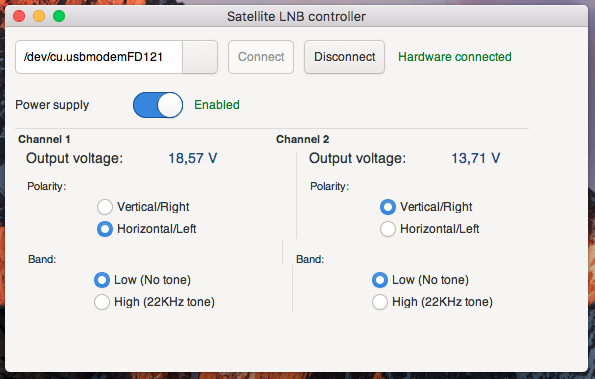 Satellite LNB controller
/dev/cu.usbmodemFD121 Connect Disconnect Hardware connected
Power supply Enabled
Channel 1 Channel 2
Output voltage: 18,57 V Output voltage: 13,71 V
Polarity: Polarity:
Vertical/Right Vertical/Right
Horizontal/Left Horizontal/Left
Band: Band:
Low (No tone) Low (No tone)
High (22KHz tone) High (22KHz tone)